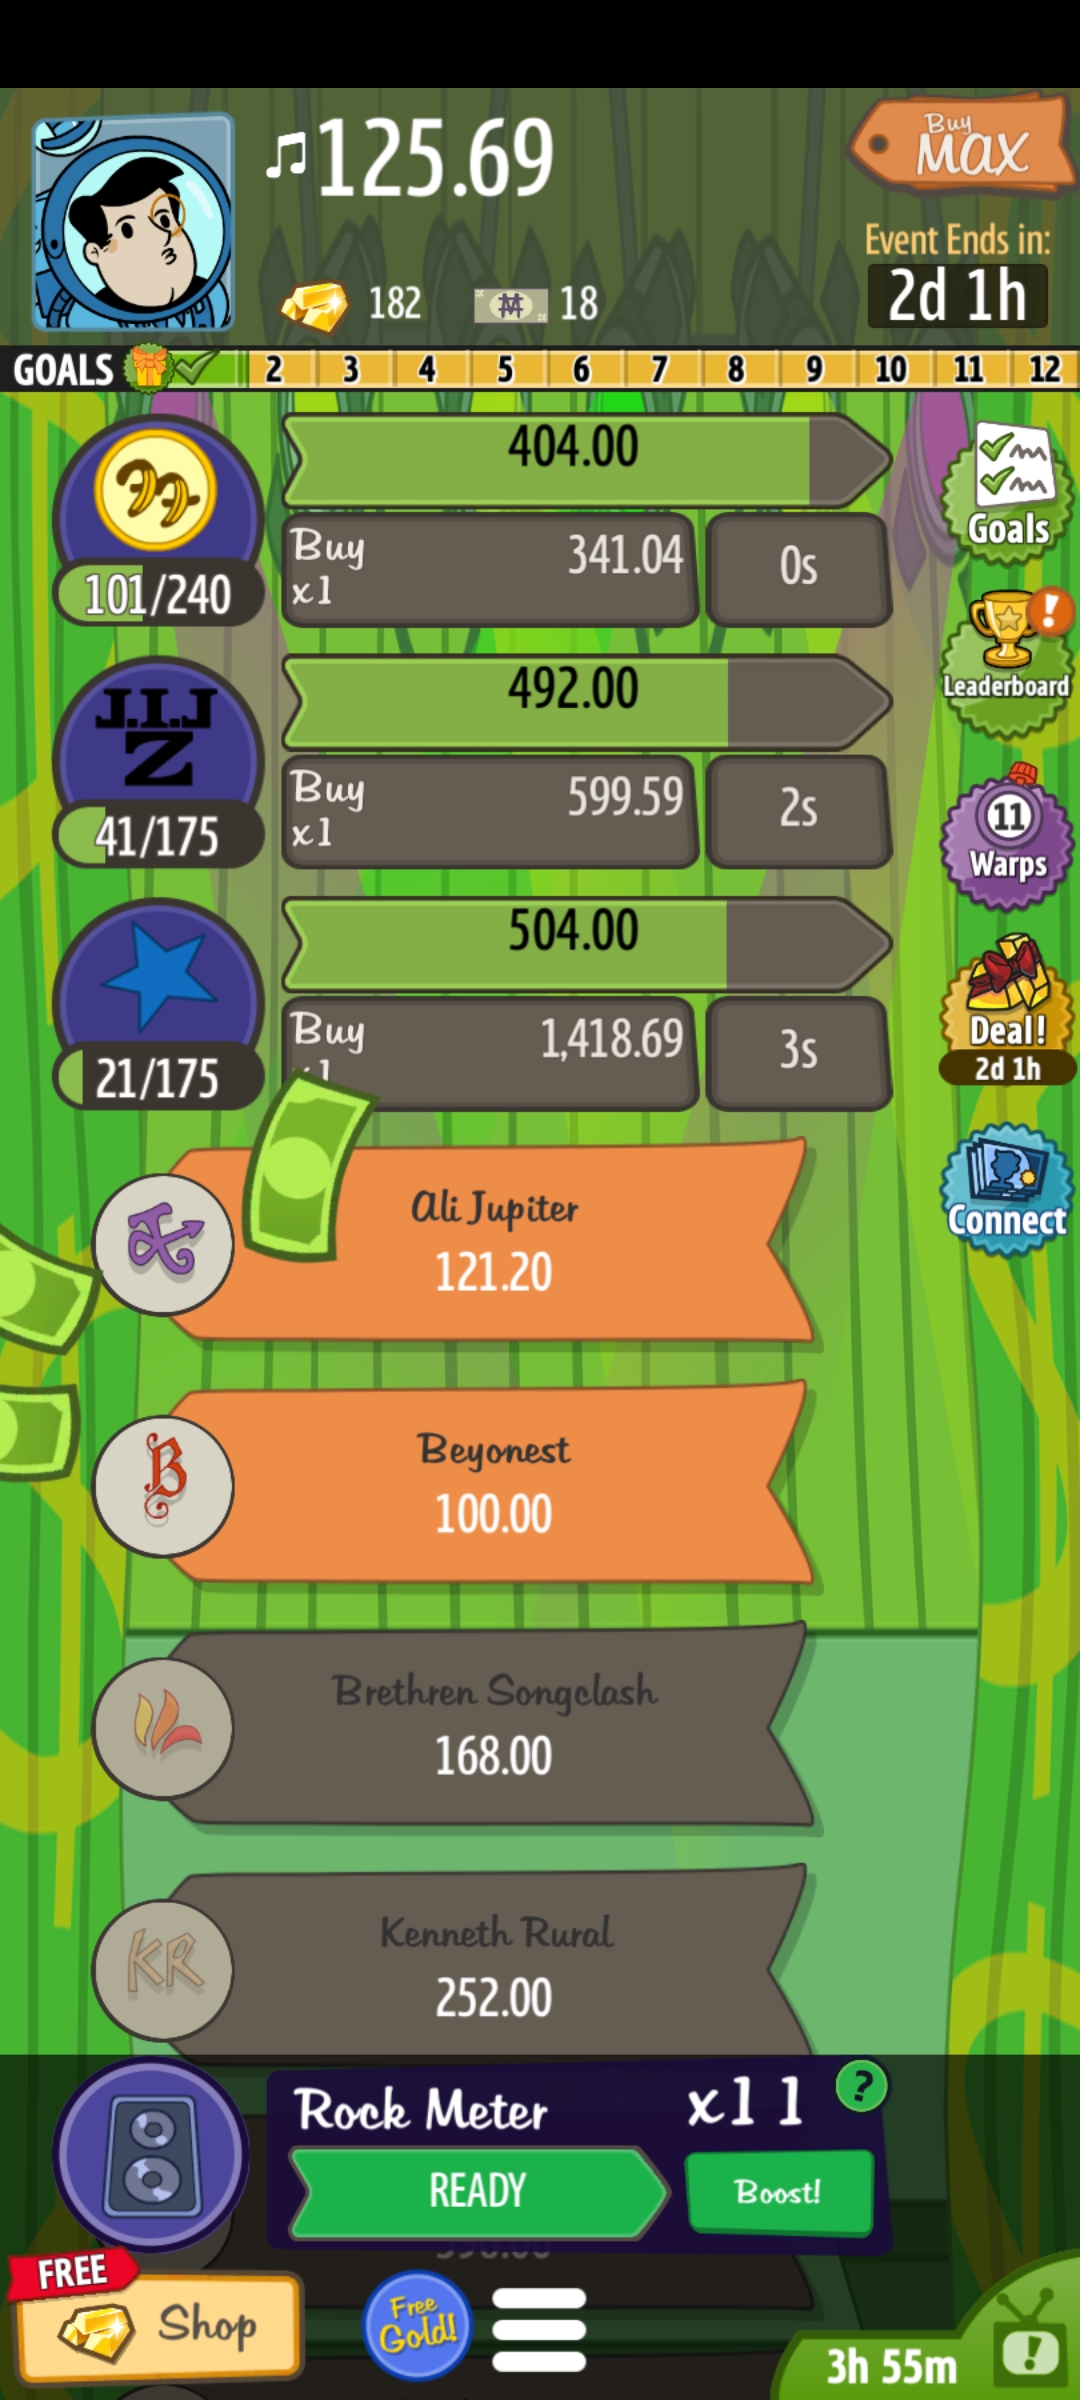 125.69
Buy
MAX
Event Ends in:
182
18
2d 1h
GOALS 2 3 4 5 6 7 8 9 10 11 12
404.00
Buy
x1
341.04
0s
101/240
Goals
J.I.J
Z
492.00
Buy
x1
599.59
2s
41/175
!
Leaderboard
11
Warps
504.00
Buy
x1
1,418.69
3s
21/175
Deal!
2d 1h
Connect
Ali Jupiter
121.20
B
Beyonest
100.00
Brethren Songclash
168.00
KR
Kenneth Rural
252.00
Rock Meter
x11
?
READY
Boost!
FREE
Shop
Free
Gold!
3h 55m
!